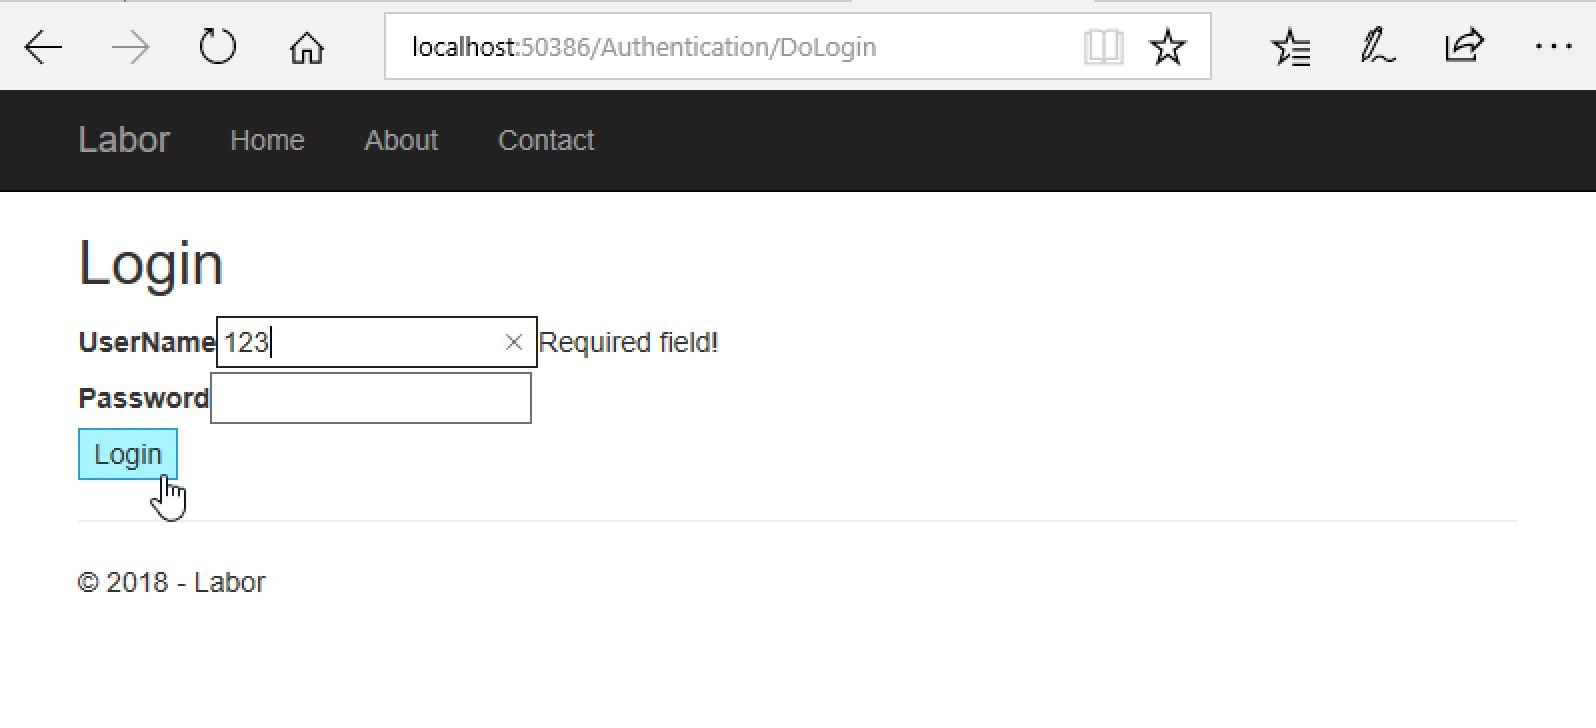 localhost:50386/Authentication/DoLogin
Labor Home About Contact
Login
UserName 123 Required field!
Password
Login
© 2018 - Labor